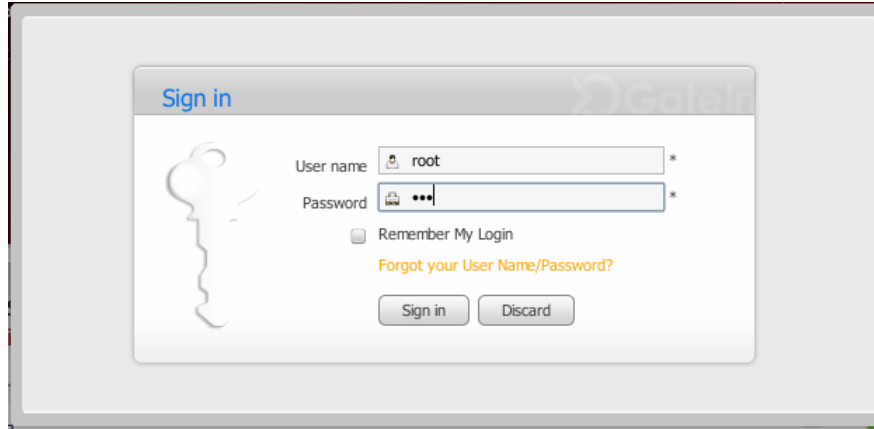 Sign in
GateIn
User name root *
Password ••• *
Remember My Login
Forgot your User Name/Password?
Sign in Discard